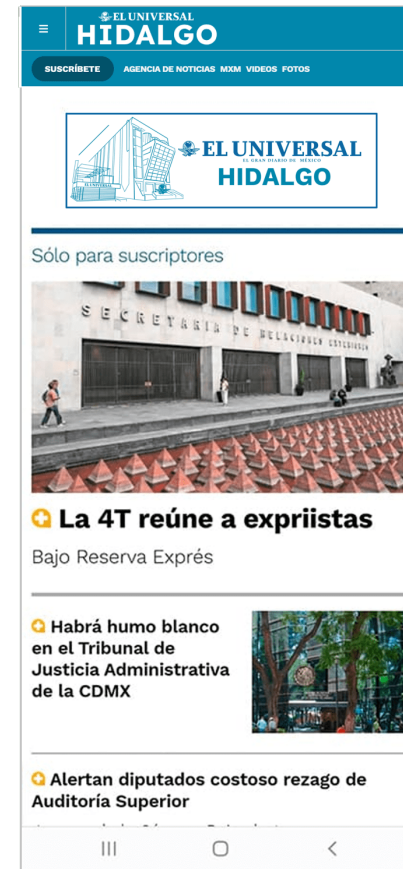 EL UNIVERSAL
HIDALGO
SUSCRÍBETE AGENCIA DE NOTICIAS MXM VIDEOS FOTOS
EL UNIVERSAL
EL GRAN DIARIO DE MÉXICO
HIDALGO
Sólo para suscriptores
SECRETARÍA DE RELACIONES EXTERIORES
La 4T reúne a expriistas
Bajo Reserva Exprés
Habrá humo blanco
en el Tribunal de
Justicia Administrativa
de la CDMX
Alertan diputados costoso rezago de
Auditoría Superior